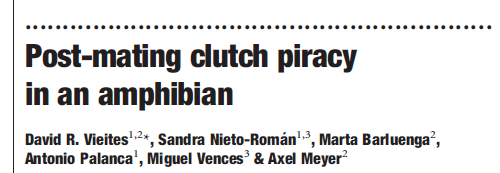 Post-mating clutch piracy
in an amphibian
David R. Vieites1,2*, Sandra Nieto-Román1,3, Marta Barluenga2,
Antonio Palanca1, Miguel Vences3 & Axel Meyer2